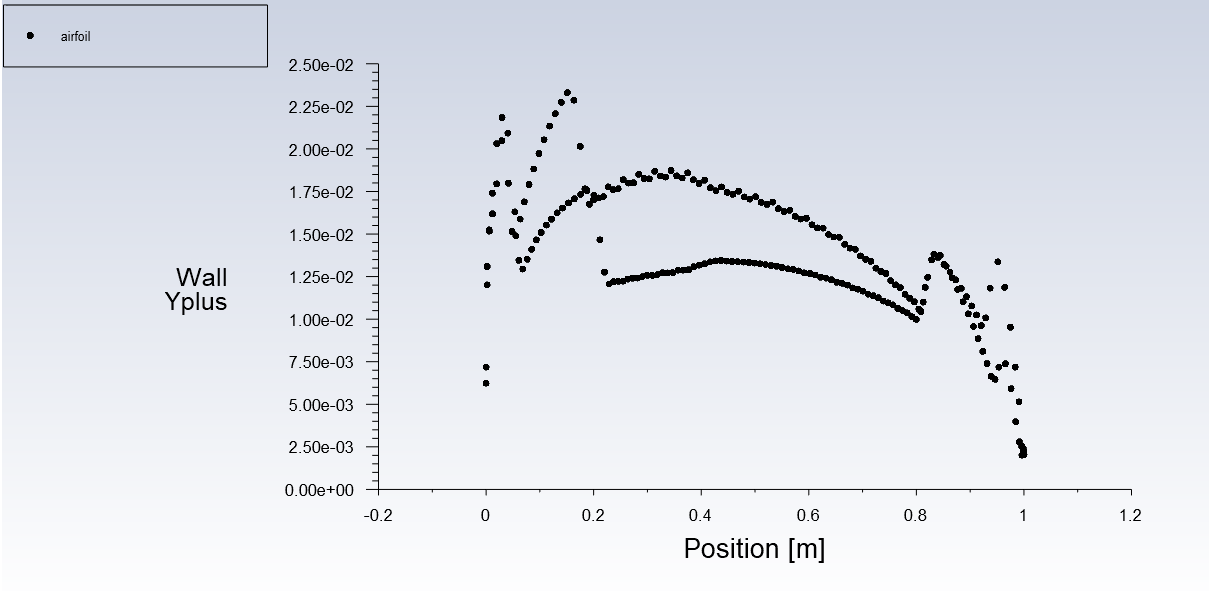 airfoil
2.50e-02
2.25e-02
2.00e-02
1.75e-02
1.50e-02
1.25e-02
1.00e-02
7.50e-03
5.00e-03
2.50e-03
0.00e+00
Wall
Yplus
-0.2 0 0.2 0.4 0.6 0.8 1 1.2
Position [m]